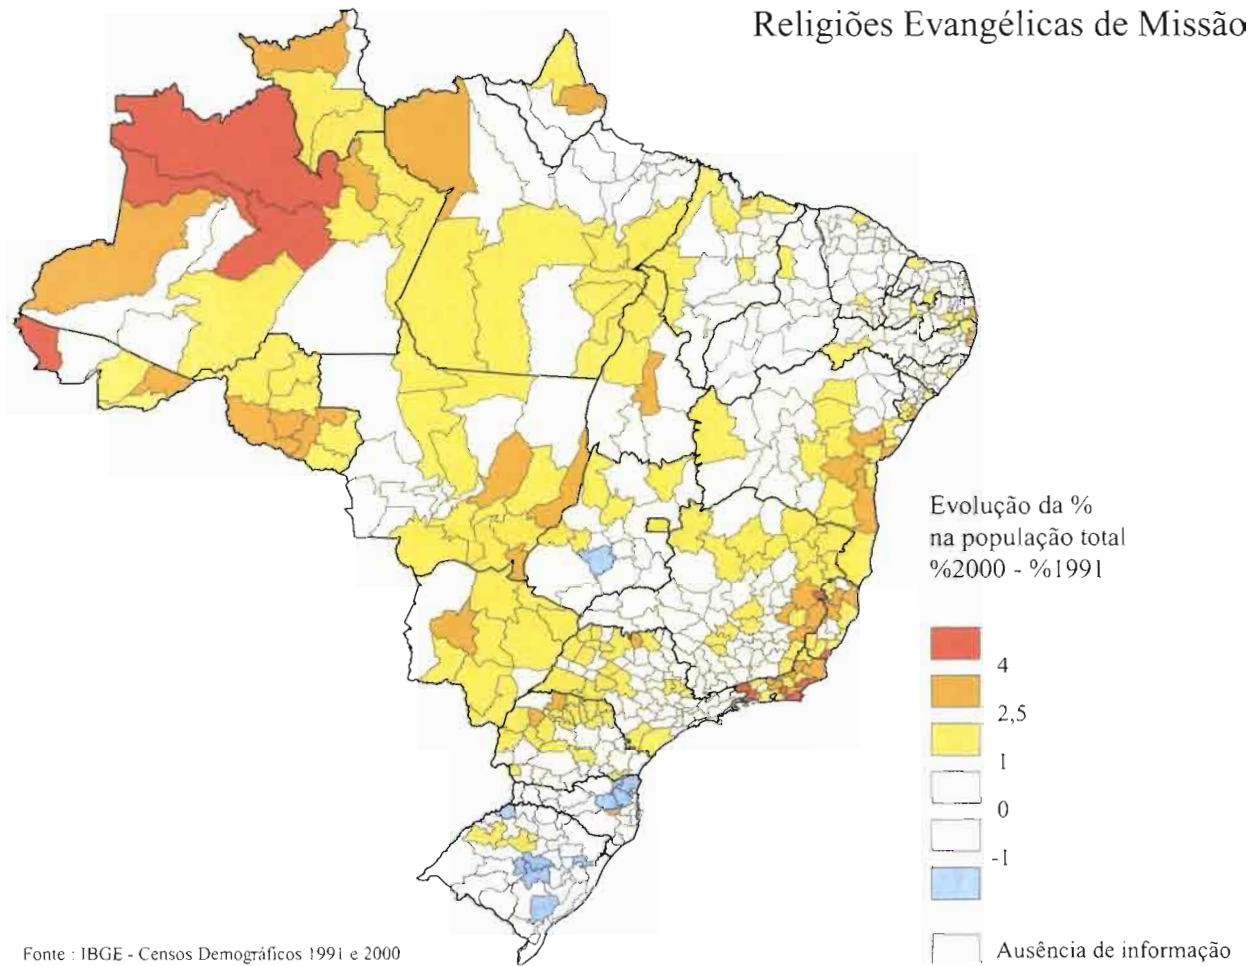 Religiões Evangélicas de Missão
Evolução da %
na população total
%2000 - %1991
4
2,5
1
0
-1
Ausência de informação
Fonte : IBGE - Censos Demográficos 1991 e 2000